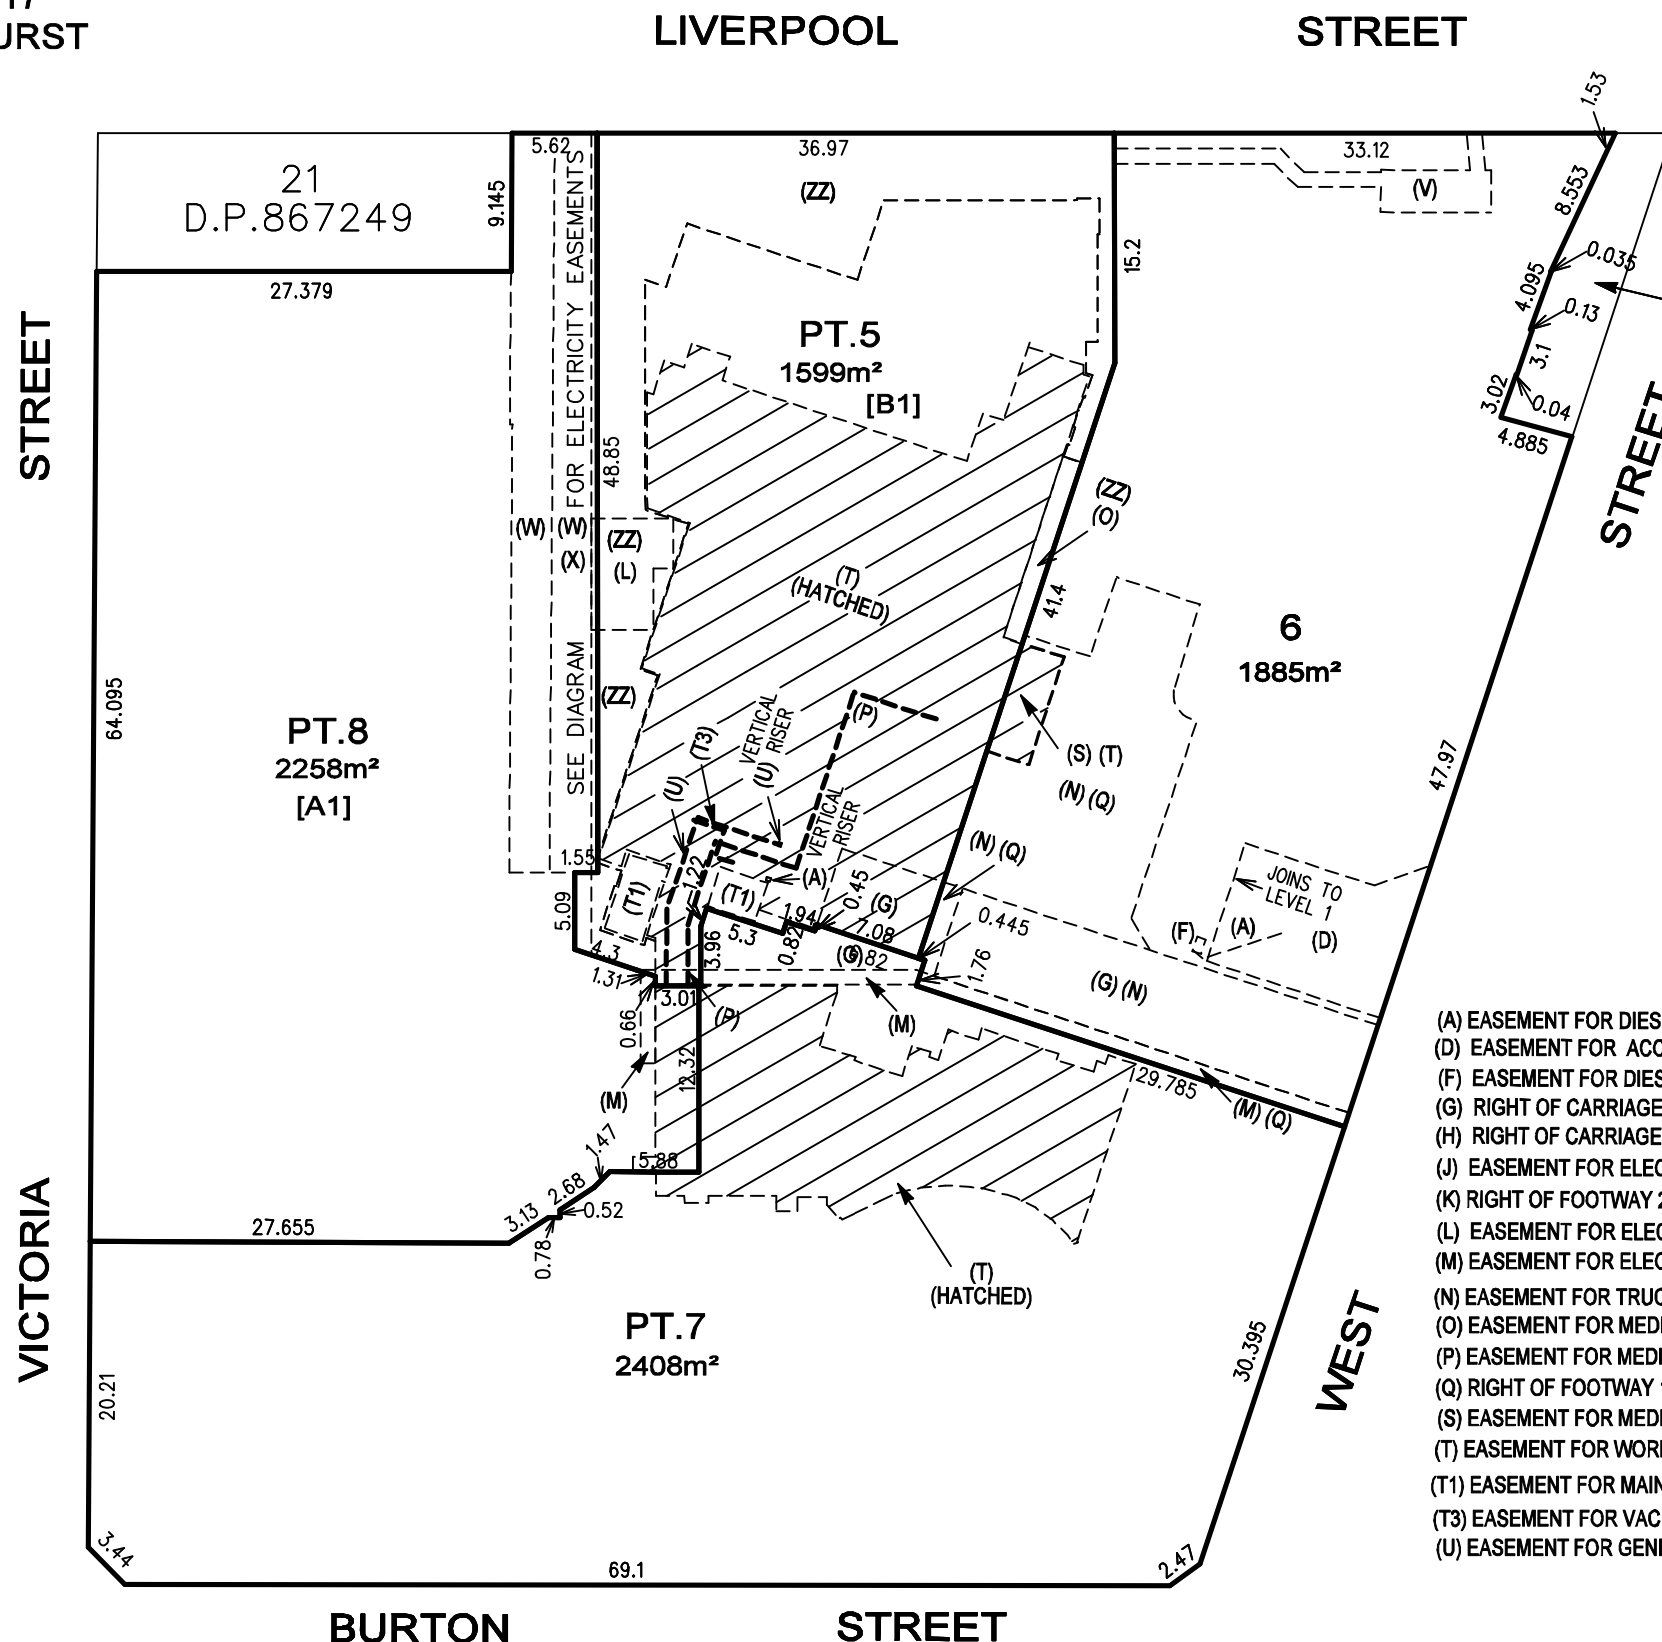 17
URST
LIVERPOOL STREET
1.53
5.62
36.97
33.12
(ZZ)
(V)
21
D.P.867249
9.145
8.553
15.2
0.035
4.095
0.13
27.379
3.1
PT.5
1599m²
[B1]
3.02
0.04
4.885
STREET
STREET
48.85
SEE DIAGRAM (X) (W) FOR ELECTRICITY EASEMENTS
(W)
(ZZ)
(L)
(ZZ)
(O)
(T)
(HATCHED)
41.4
6
1885m²
64.095
(ZZ)
PT.8
2258m²
[A1]
(P)
VERTICAL
RISER
(U)
(T3)
(U)
(S) (T)
(N) (Q)
47.97
VERTICAL
RISER
(N) (Q)
1.55
1.22
(A)
0.45
(G)
JOINS TO
LEVEL 1
(T1)
(T1)
5.09
1.94
0.445
5.3
7.08
0.82
(F)
(A)
(D)
3.96
4.3
(G)
6.82
1.76
(G) (N)
1.31
3.01
(P)
(M)
0.66
12.32
29.785
(M)
(M) (Q)
1.47
5.88
2.68
0.52
3.13
0.78
27.655
(T)
(HATCHED)
PT.7
2408m²
VICTORIA
WEST
30.395
20.21
3.44
69.1
2.47
BURTON STREET
(A) EASEMENT FOR DIES
(D) EASEMENT FOR ACC
(F) EASEMENT FOR DIES
(G) RIGHT OF CARRIAGE
(H) RIGHT OF CARRIAGE
(J) EASEMENT FOR ELEC
(K) RIGHT OF FOOTWAY 2
(L) EASEMENT FOR ELEC
(M) EASEMENT FOR ELEC
(N) EASEMENT FOR TRUC
(O) EASEMENT FOR MEDI
(P) EASEMENT FOR MEDI
(Q) RIGHT OF FOOTWAY
(S) EASEMENT FOR MEDI
(T) EASEMENT FOR WOR
(T1) EASEMENT FOR MAIN
(T3) EASEMENT FOR VAC
(U) EASEMENT FOR GEN